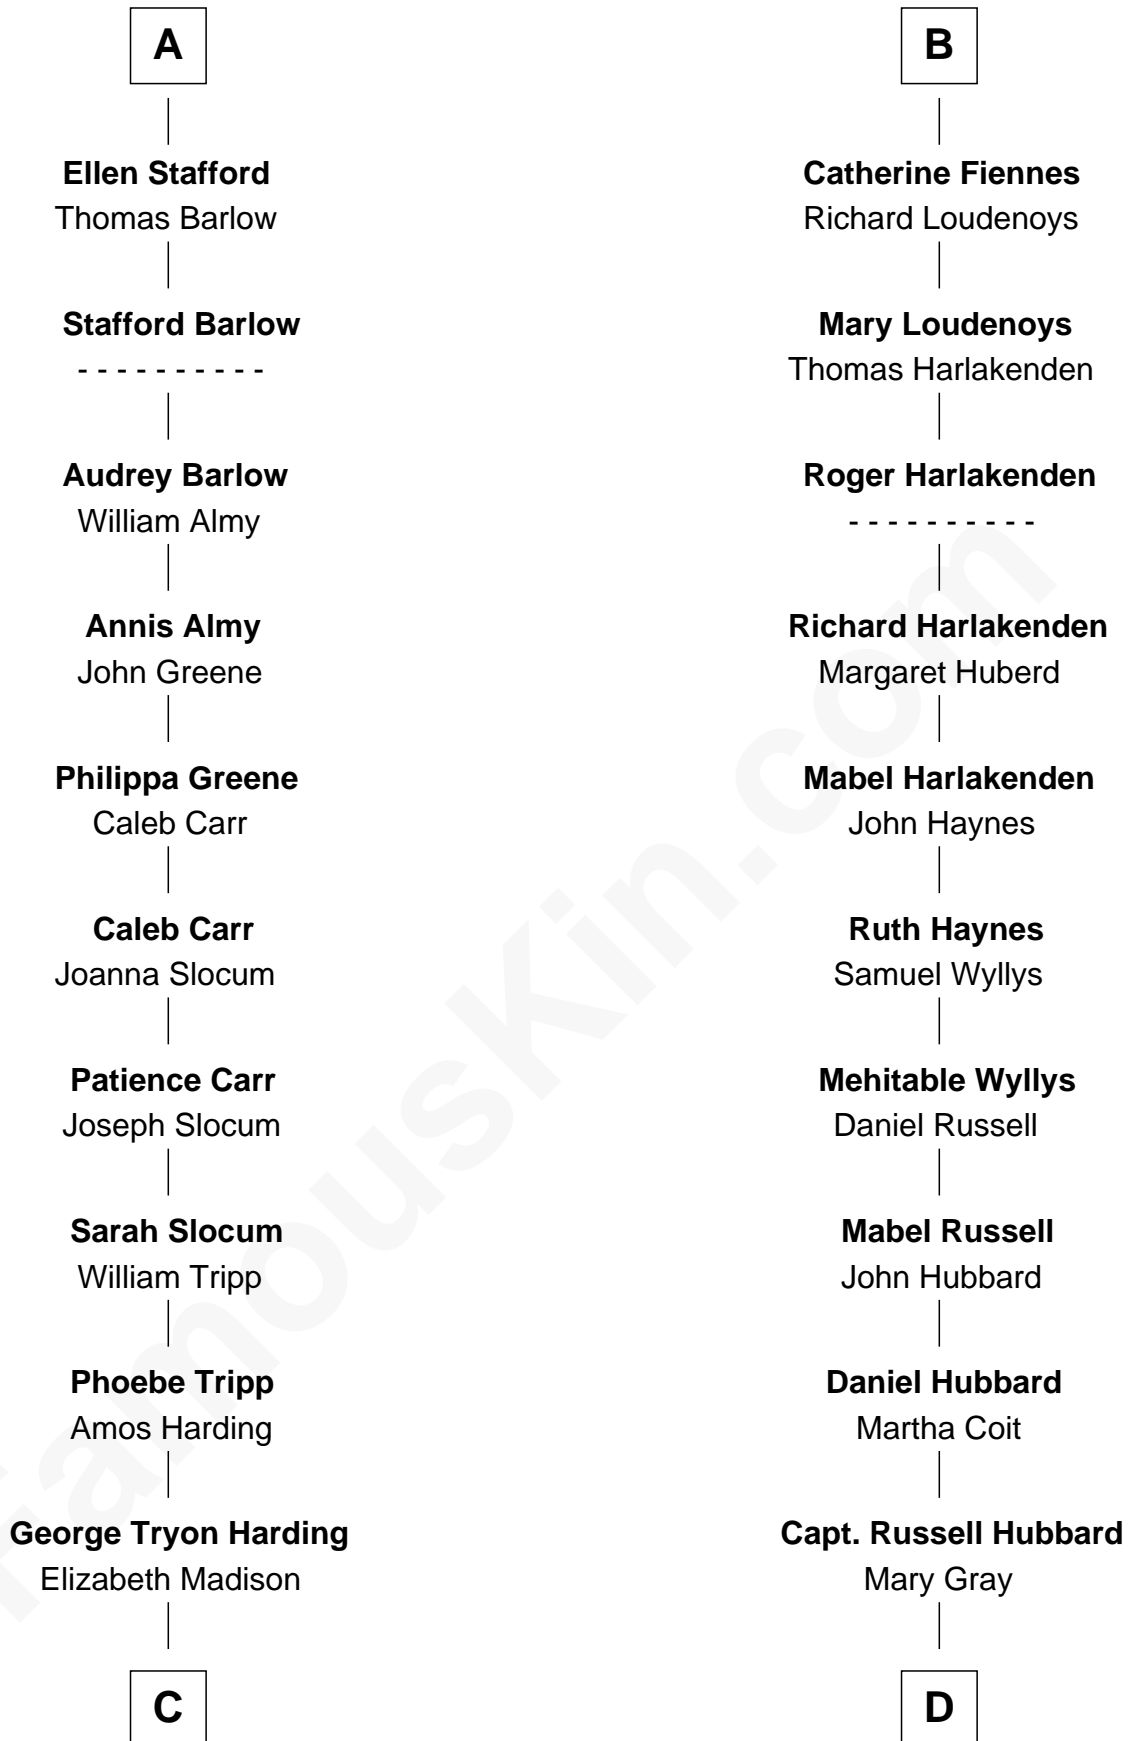 A
Ellen Stafford
Thomas Barlow
Stafford Barlow
- - - - - - - - - -
Audrey Barlow
William Almy
Annis Almy
John Greene
Philippa Greene
Caleb Carr
Caleb Carr
Joanna Slocum
Patience Carr
Joseph Slocum
Sarah Slocum
William Tripp
Phoebe Tripp
Amos Harding
George Tryon Harding
Elizabeth Madison
C
B
Catherine Fiennes
Richard Loudenoys
Mary Loudenoys
Thomas Harlakenden
Roger Harlakenden
- - - - - - - - - -
Richard Harlakenden
Margaret Huberd
Mabel Harlakenden
John Haynes
Ruth Haynes
Samuel Wyllys
Mehitable Wyllys
Daniel Russell
Mabel Russell
John Hubbard
Daniel Hubbard
Martha Coit
Capt. Russell Hubbard
Mary Gray
D
FamousKin.com